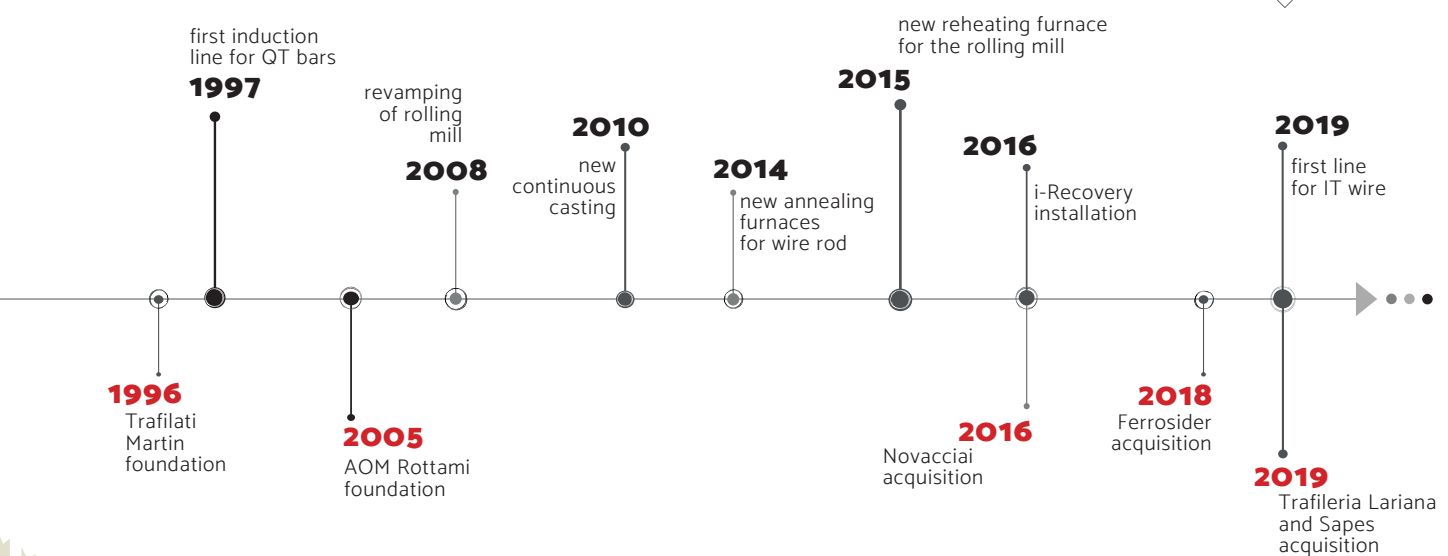 first induction
line for QT bars
1997
revamping
of rolling
mill
2008
2010
new
continuous
casting
2014
new annealing
furnaces
for wire rod
new reheating furnace
for the rolling mill
2015
2016
i-Recovery
installation
2019
first line
for IT wire
1996
Trafilati
Martin
foundation
2005
AOM Rottami
foundation
2016
Novacciai
acquisition
2018
Ferrosider
acquisition
2019
Trafileria Lariana
and Sapes
acquisition